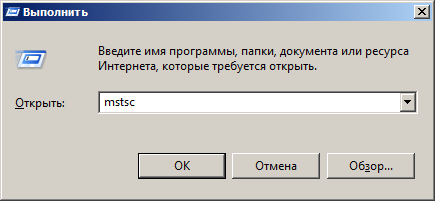 Выполнить
Введите имя программы, папки, документа или ресурса
Интернета, которые требуется открыть.
Открыть: mstsc
OK Отмена Обзор...